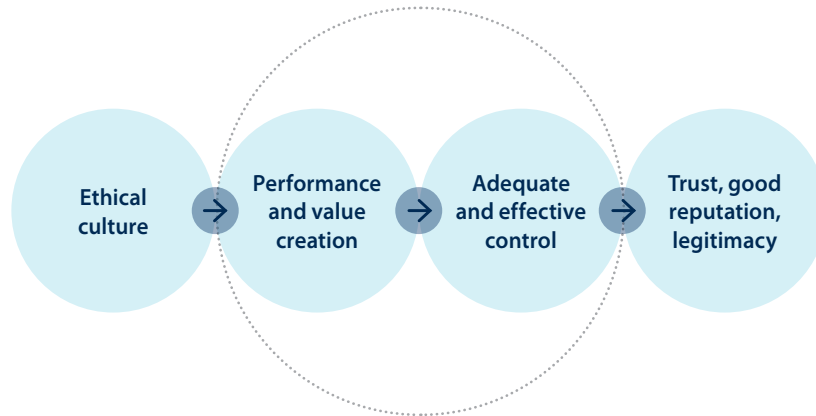 Ethical
culture
Performance
and value
creation
Adequate
and effective
control
Trust, good
reputation,
legitimacy